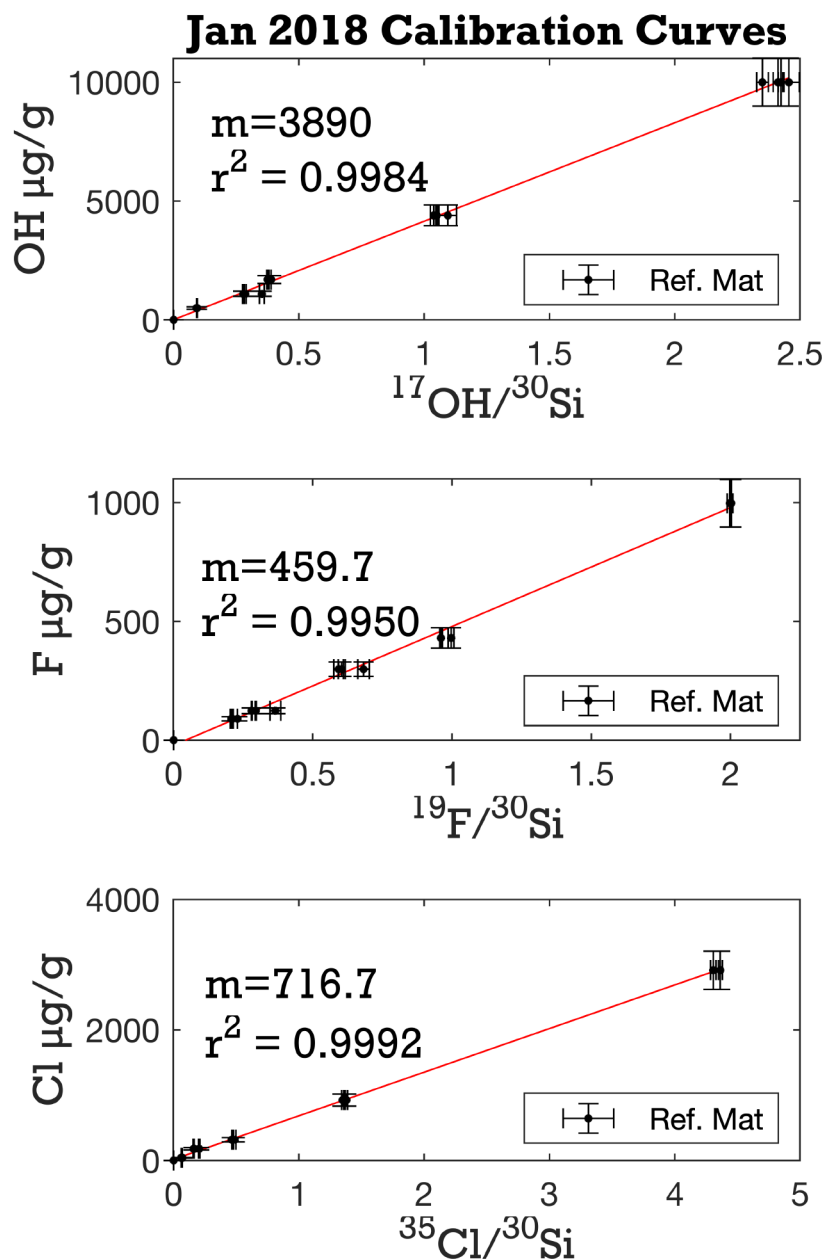 Jan 2018 Calibration Curves
10000
5000
0
OH µg/g
m=3890
r² = 0.9984
Ref. Mat
0 0.5 1 1.5 2 2.5
¹⁷OH/³⁰Si
1000
500
0
F µg/g
m=459.7
r² = 0.9950
Ref. Mat
0 0.5 1 1.5 2
¹⁹F/³⁰Si
4000
2000
0
Cl µg/g
m=716.7
r² = 0.9992
Ref. Mat
0 1 2 3 4 5
³⁵Cl/³⁰Si